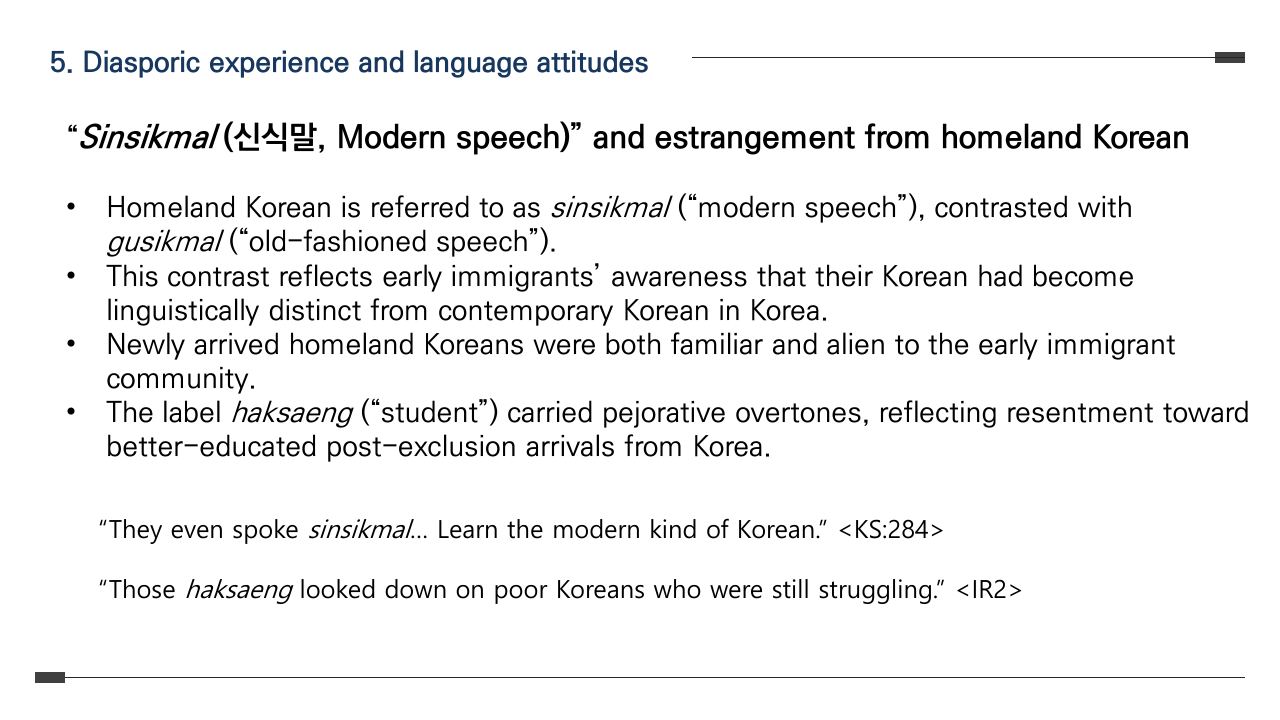 5. Diasporic experience and language attitudes
“Sinsikmal (신식말, Modern speech)” and estrangement from homeland Korean
• Homeland Korean is referred to as sinsikmal (“modern speech”), contrasted with
gusikmal (“old-fashioned speech”).
• This contrast reflects early immigrants’ awareness that their Korean had become
linguistically distinct from contemporary Korean in Korea.
• Newly arrived homeland Koreans were both familiar and alien to the early immigrant
community.
• The label haksaeng (“student”) carried pejorative overtones, reflecting resentment toward
better-educated post-exclusion arrivals from Korea.
“They even spoke sinsikmal… Learn the modern kind of Korean.” <KS:284>
“Those haksaeng looked down on poor Koreans who were still struggling.” <IR2>